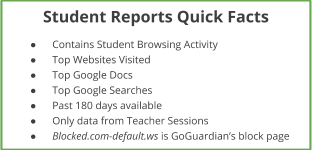 Student Reports Quick Facts
● Contains Student Browsing Activity
● Top Websites Visited
● Top Google Docs
● Top Google Searches
● Past 180 days available
● Only data from Teacher Sessions
● Blocked.com-default.ws is GoGuardian's block page